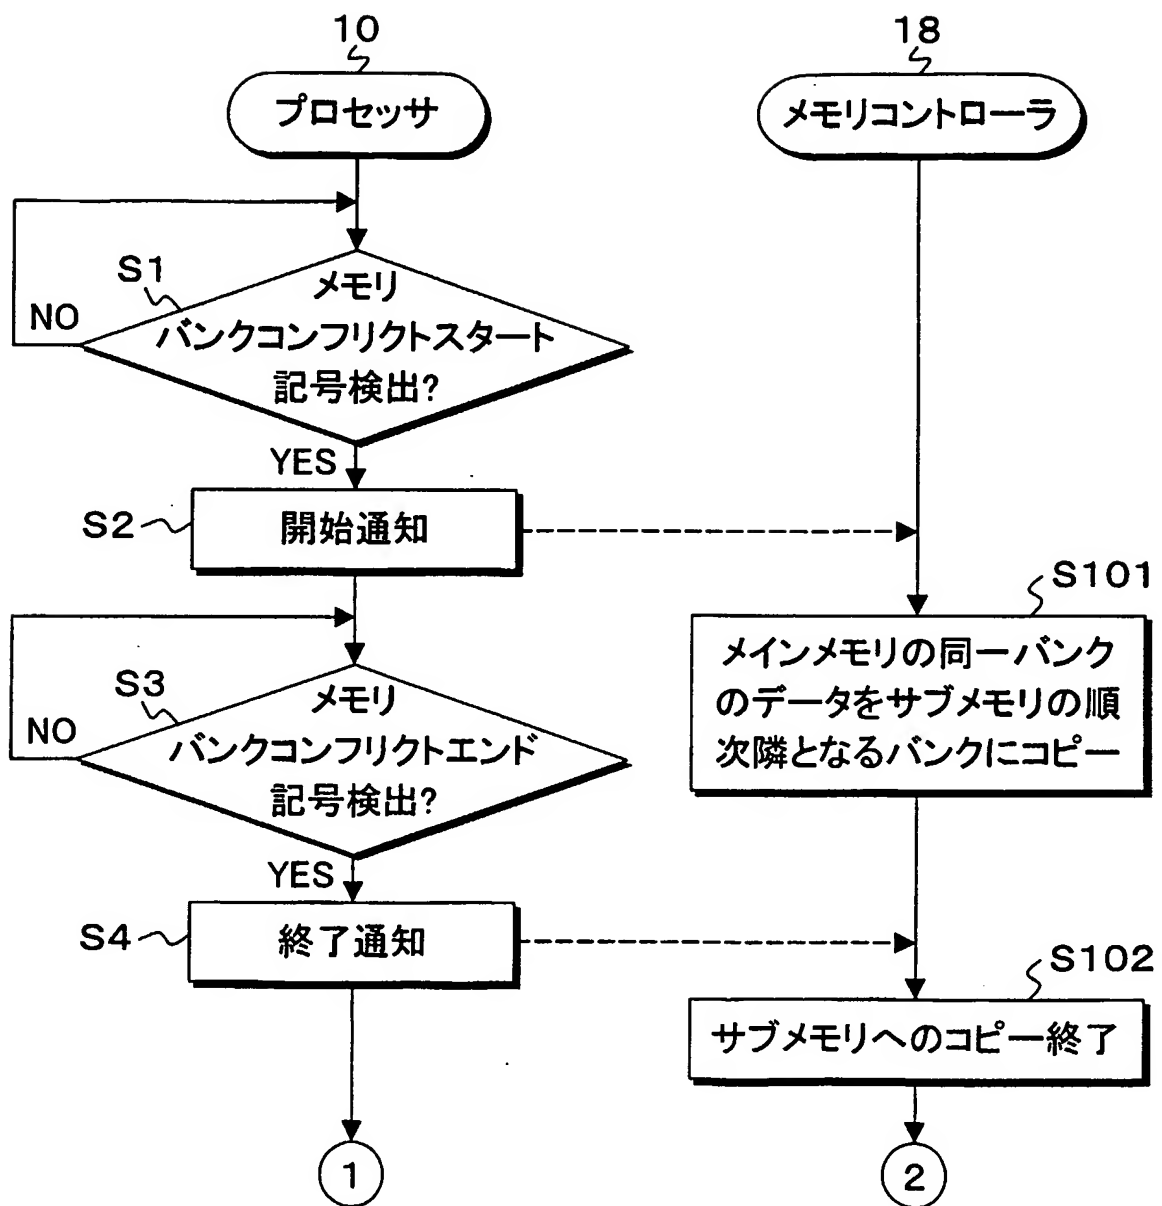 10
プロセッサ
S1
NO
メモリ
バンクコンフリクトスタート
記号検出?
YES
S2
開始通知
S3
NO
メモリ
バンクコンフリクトエンド
記号検出?
YES
S4
終了通知
1
18
メモリコントローラ
S101
メインメモリの同一バンク
のデータをサブメモリの順
次隣となるバンクにコピー
S102
サブメモリへのコピー終了
2